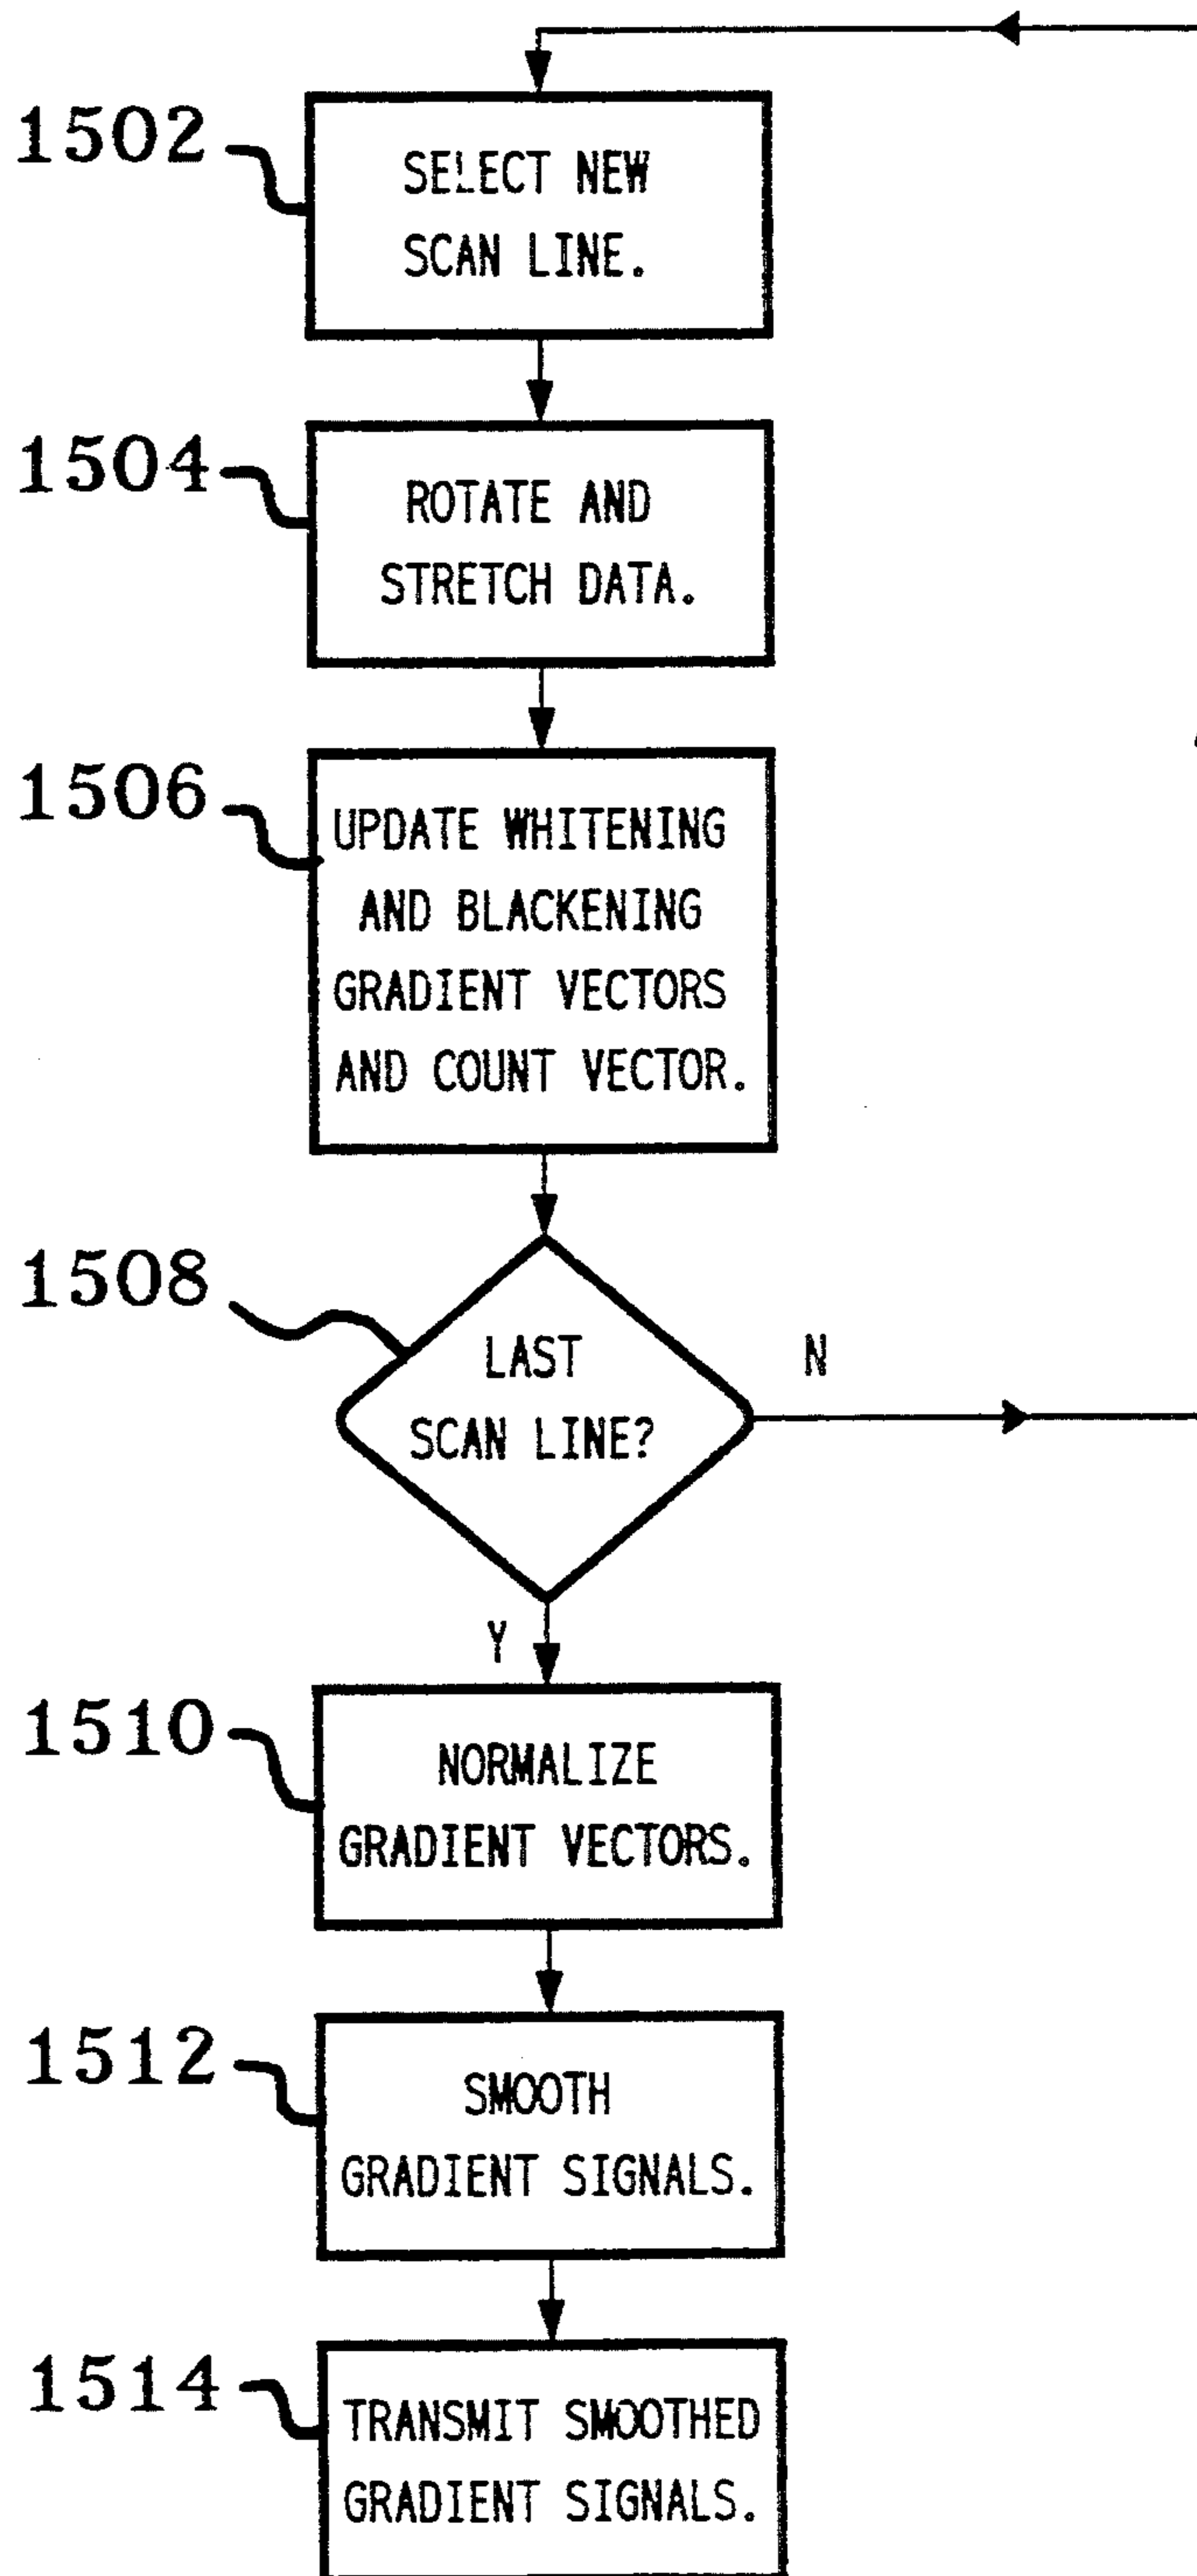 1502
SELECT NEW
SCAN LINE.
1504
ROTATE AND
STRETCH DATA.
1506
UPDATE WHITENING
AND BLACKENING
GRADIENT VECTORS
AND COUNT VECTOR.
1508
LAST
SCAN LINE?
N
Y
1510
NORMALIZE
GRADIENT VECTORS.
1512
SMOOTH
GRADIENT SIGNALS.
1514
TRANSMIT SMOOTHED
GRADIENT SIGNALS.